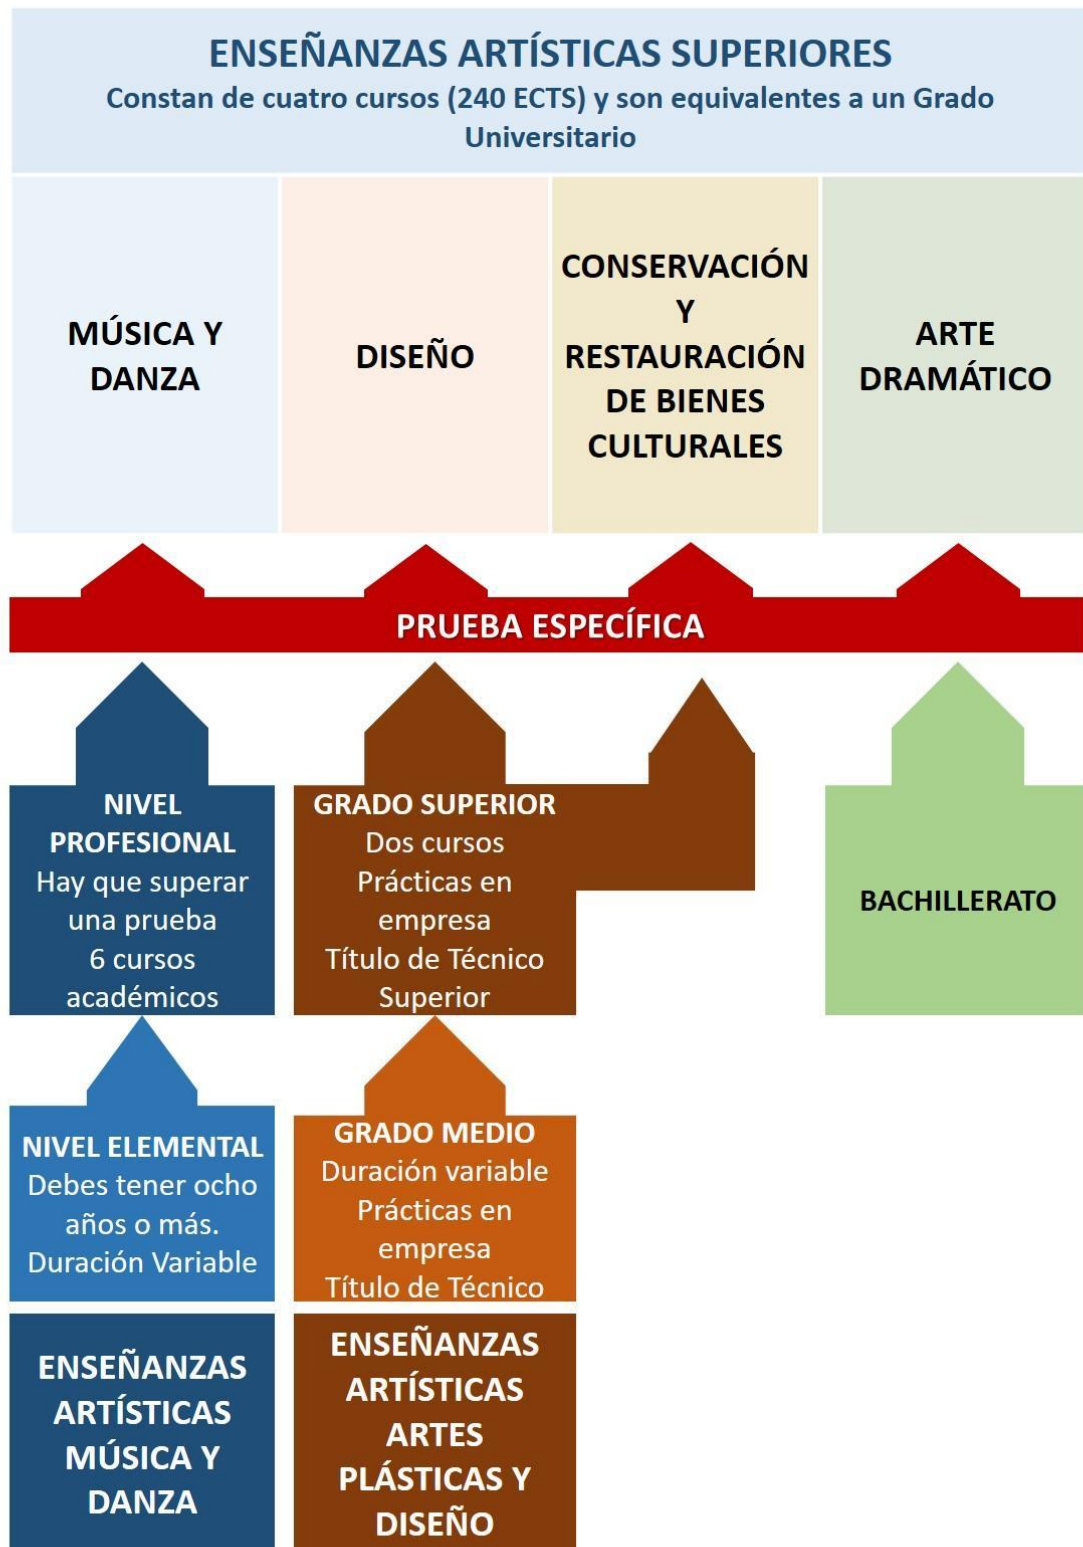 ENSEÑANZAS ARTÍSTICAS SUPERIORES
Constan de cuatro cursos (240 ECTS) y son equivalentes a un Grado
Universitario
MÚSICA Y
DANZA
DISEÑO
CONSERVACIÓN
Y
RESTAURACIÓN
DE BIENES
CULTURALES
ARTE
DRAMÁTICO
PRUEBA ESPECÍFICA
NIVEL
PROFESIONAL
Hay que superar
una prueba
6 cursos
académicos
GRADO SUPERIOR
Dos cursos
Prácticas en
empresa
Título de Técnico
Superior
BACHILLERATO
NIVEL ELEMENTAL
Debes tener ocho
años o más.
Duración Variable
GRADO MEDIO
Duración variable
Prácticas en
empresa
Título de Técnico
ENSEÑANZAS
ARTÍSTICAS
MÚSICA Y
DANZA
ENSEÑANZAS
ARTÍSTICAS
ARTES
PLÁSTICAS Y
DISEÑO